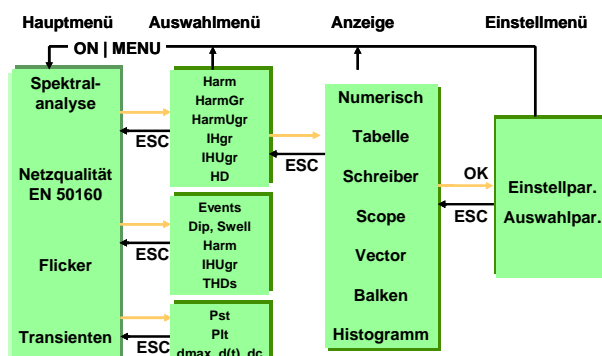 Hauptmenü Auswahlmenü Anzeige Einstellmenü
ON | MENU
Spektral-
analyse
Netzqualität
EN 50160
Flicker
Transienten
ESC
ESC
ESC
Harm
HarmGr
HarmUgr
IHgr
IHUgr
HD
Events
Dip, Swell
Harm
IHUgr
THDs
Pst
Plt
dmax, d(t), dc
ESC
Numerisch
Tabelle
Schreiber
Scope
Vector
Balken
Histogramm
OK
ESC
Einstellpar.
Auswahlpar.